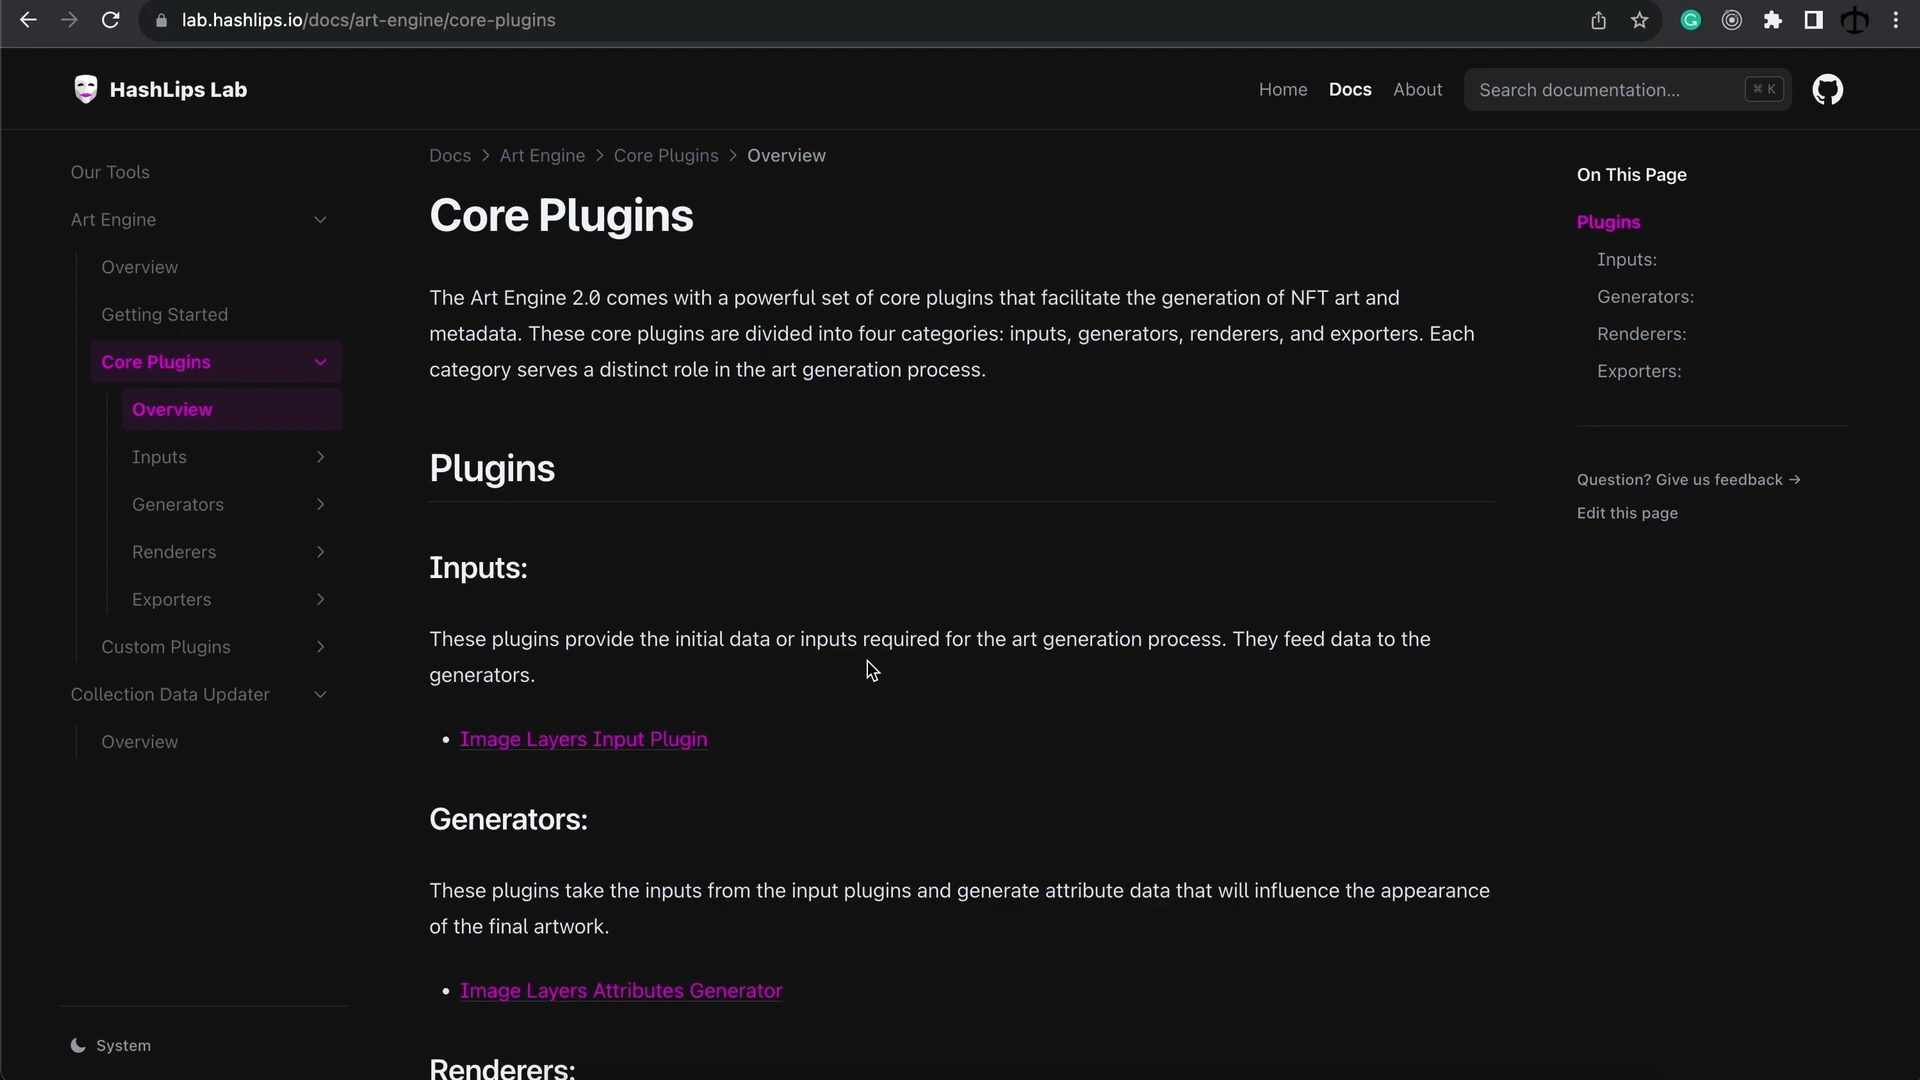 lab.hashlips.io/docs/art-engine/core-plugins
HashLips Lab
Home
Docs
About
Search documentation...
⌘ K
Our Tools
Art Engine
Overview
Getting Started
Core Plugins
Overview
Inputs
Generators
Renderers
Exporters
Custom Plugins
Collection Data Updater
Overview
System
Docs > Art Engine > Core Plugins > Overview
Core Plugins
The Art Engine 2.0 comes with a powerful set of core plugins that facilitate the generation of NFT art and
metadata. These core plugins are divided into four categories: inputs, generators, renderers, and exporters. Each
category serves a distinct role in the art generation process.
Plugins
Inputs:
These plugins provide the initial data or inputs required for the art generation process. They feed data to the
generators.
• Image Layers Input Plugin
Generators:
These plugins take the inputs from the input plugins and generate attribute data that will influence the appearance
of the final artwork.
• Image Layers Attributes Generator
Renderers:
On This Page
Plugins
Inputs:
Generators:
Renderers:
Exporters:
Question? Give us feedback →
Edit this page